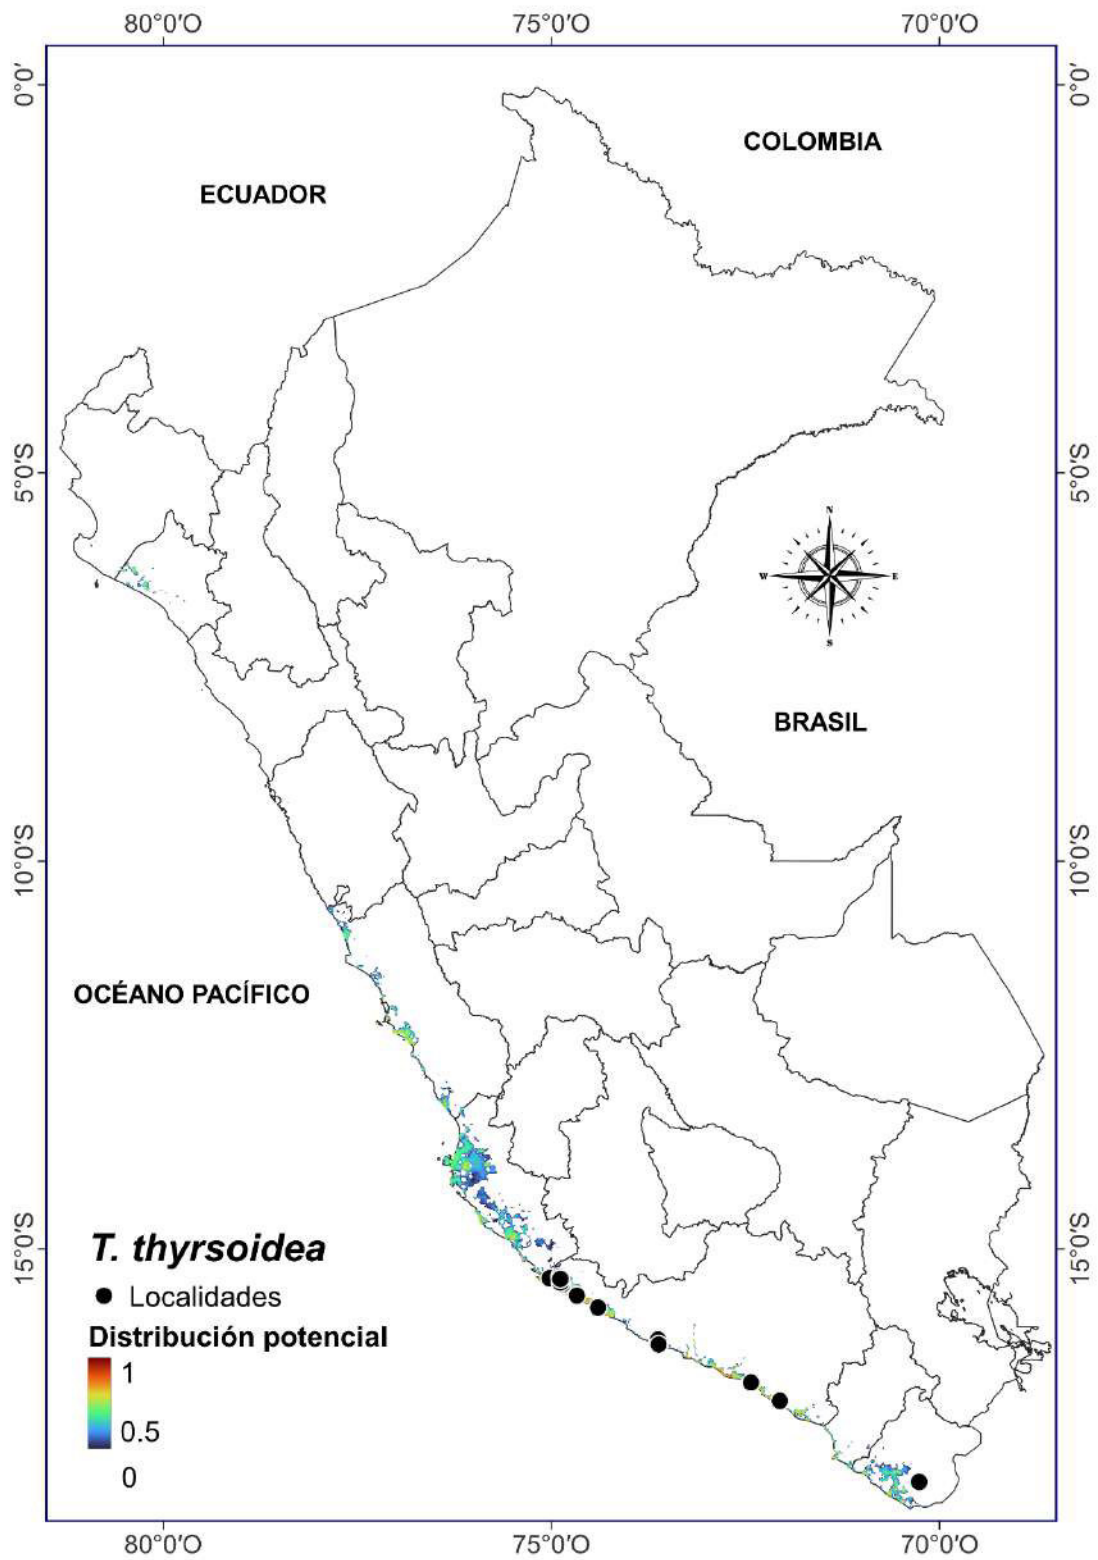 80°0′O 75°0′O 70°0′O
0°0′ 0°0′
COLOMBIA
ECUADOR
5°0′S 5°0′S
N
W E
S
BRASIL
10°0′S 10°0′S
OCÉANO PACÍFICO
15°0′S 15°0′S
T. thyrsoidea
Localidades
Distribución potencial
1
0.5
0
80°0′O 75°0′O 70°0′O